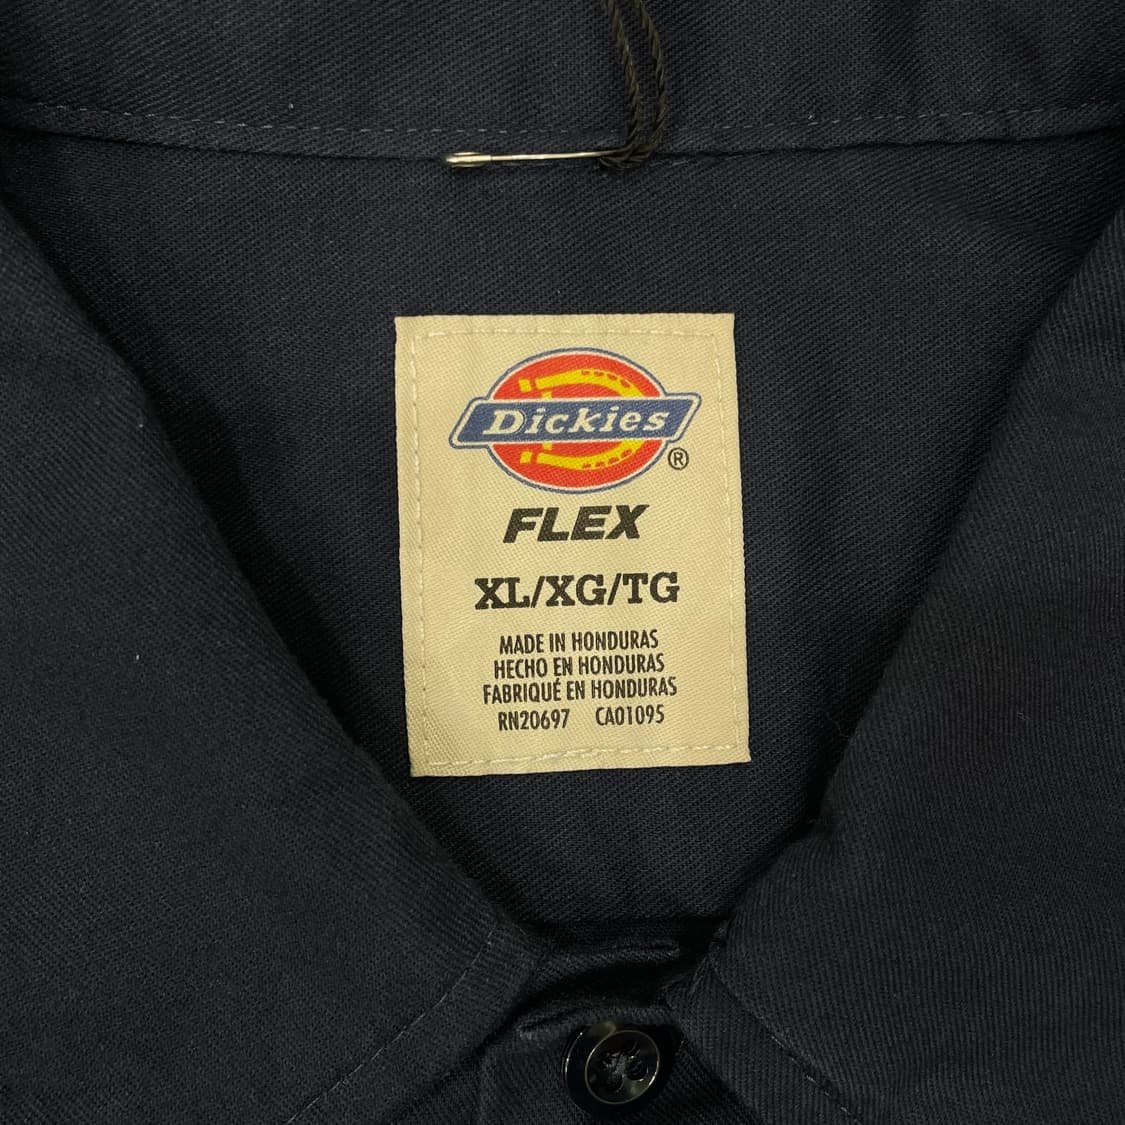 Dickies
®
FLEX
XL/XG/TG
MADE IN HONDURAS
HECHO EN HONDURAS
FABRIQUÉ EN HONDURAS
RN20697 CA01095